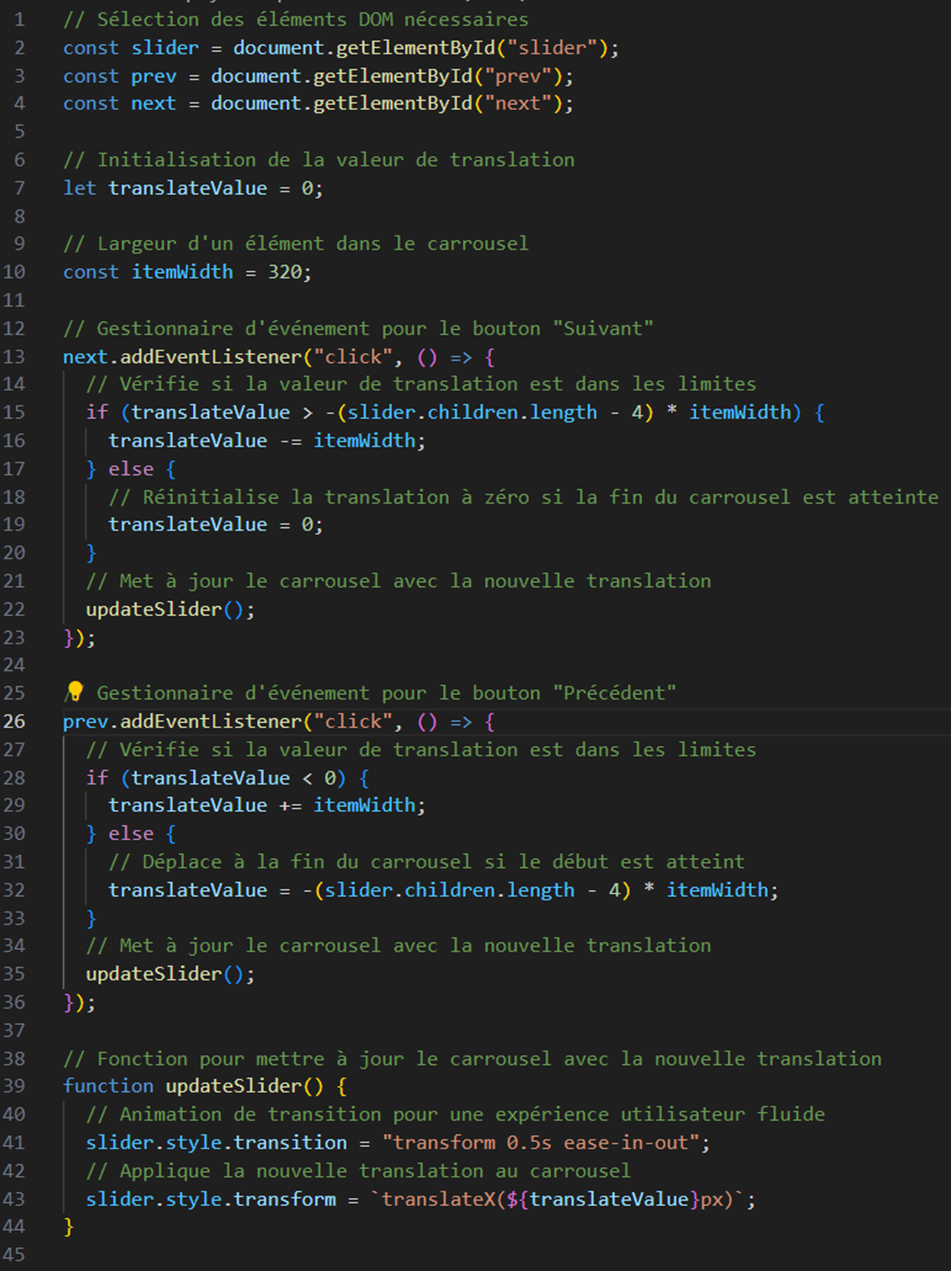 1 // Sélection des éléments DOM nécessaires
2 const slider = document.getElementById("slider");
3 const prev = document.getElementById("prev");
4 const next = document.getElementById("next");
5
6 // Initialisation de la valeur de translation
7 let translateValue = 0;
8
9 // Largeur d'un élément dans le carrousel
10 const itemWidth = 320;
11
12 // Gestionnaire d'événement pour le bouton "Suivant"
13 next.addEventListener("click", () => {
14   // Vérifie si la valeur de translation est dans les limites
15   if (translateValue > -(slider.children.length - 4) * itemWidth) {
16     translateValue -= itemWidth;
17   } else {
18     // Réinitialise la translation à zéro si la fin du carrousel est atteinte
19     translateValue = 0;
20   }
21   // Met à jour le carrousel avec la nouvelle translation
22   updateSlider();
23 });
24
25 / Gestionnaire d'événement pour le bouton "Précédent"
26 prev.addEventListener("click", () => {
27   // Vérifie si la valeur de translation est dans les limites
28   if (translateValue < 0) {
29     translateValue += itemWidth;
30   } else {
31     // Déplace à la fin du carrousel si le début est atteint
32     translateValue = -(slider.children.length - 4) * itemWidth;
33   }
34   // Met à jour le carrousel avec la nouvelle translation
35   updateSlider();
36 });
37
38 // Fonction pour mettre à jour le carrousel avec la nouvelle translation
39 function updateSlider() {
40   // Animation de transition pour une expérience utilisateur fluide
41   slider.style.transition = "transform 0.5s ease-in-out";
42   // Applique la nouvelle translation au carrousel
43   slider.style.transform = `translateX(${translateValue}px)`;
44 }
45